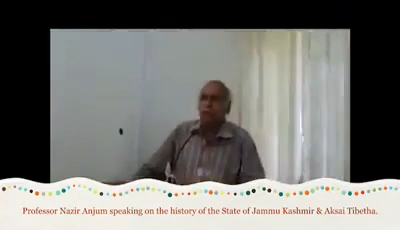 Professor Nazir Anjum speaking on the history of the State of Jammu Kashmir & Aksai Tibetha.